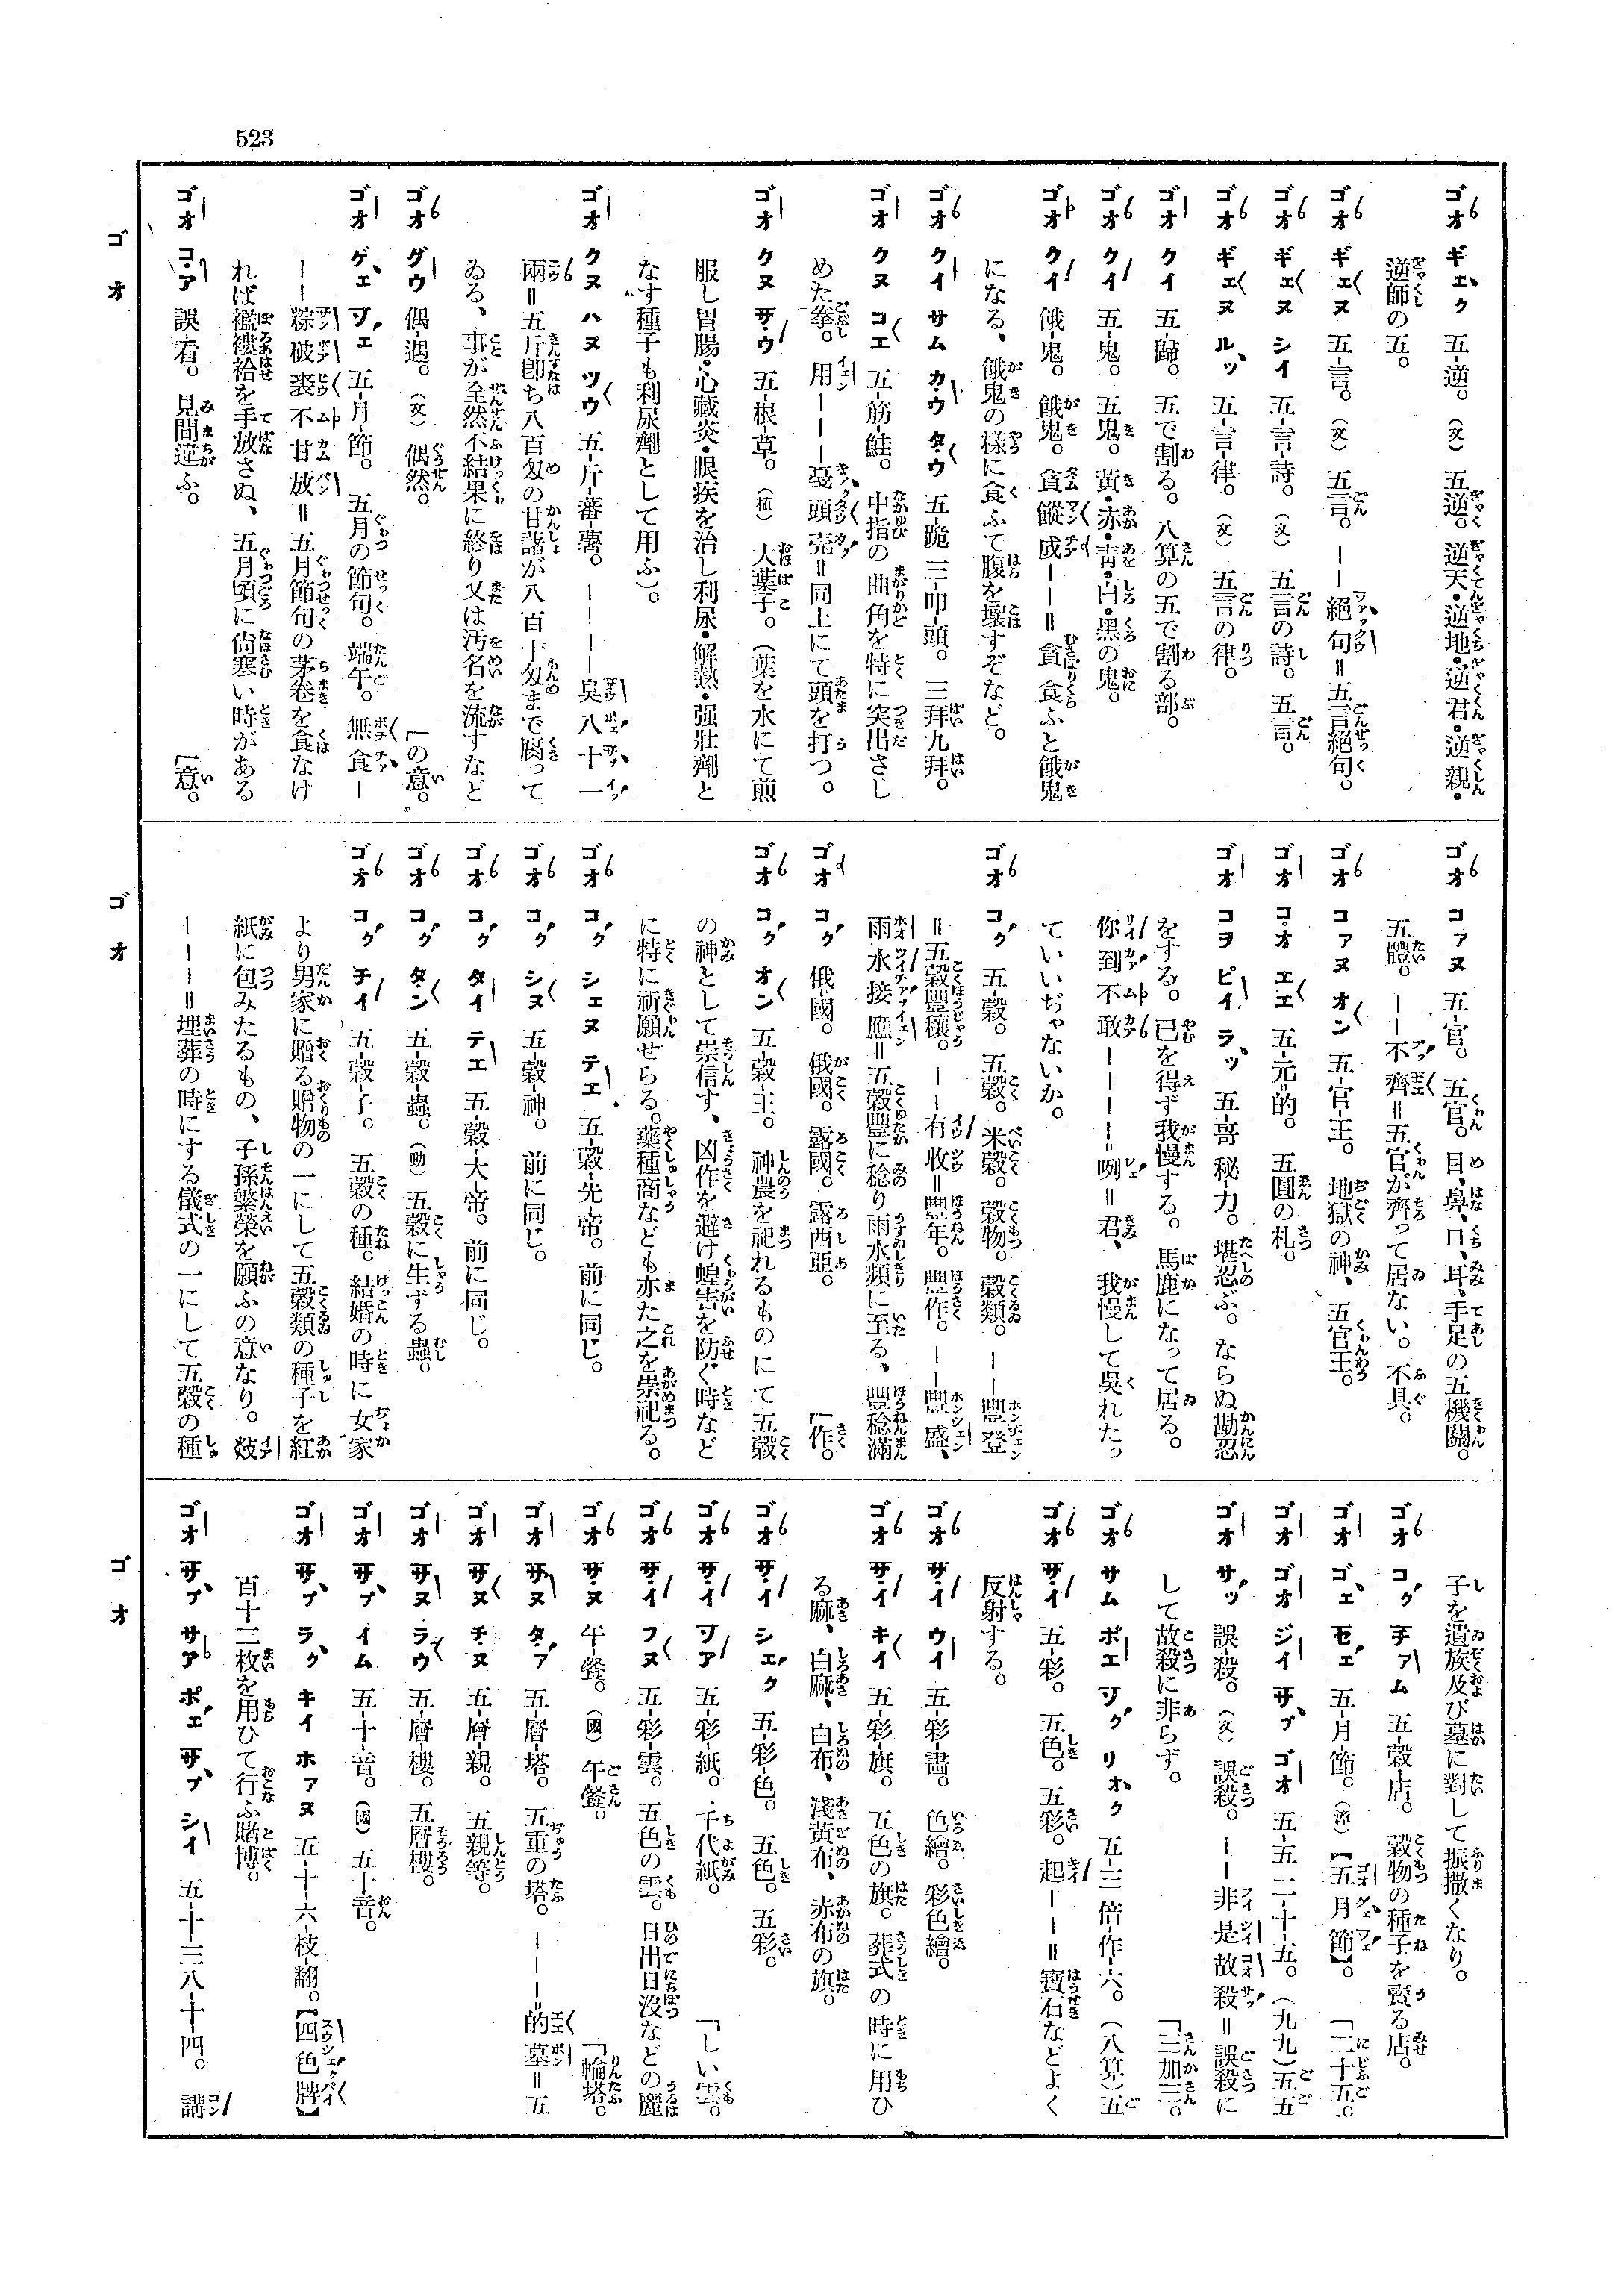 523
ゴオ ギェク 五-逆。(文) 五逆。逆天・逆地・逆君・逆親・
逆師の五。
ゴオ ギェヌ 五-言。(文) 五言。——絕句=五言絕句。
ゴオ ギェヌ シイ 五-言-詩。(文) 五言の詩。五言。
ゴオ ギェヌ ルッ 五-言-律。(文) 五言の律。
ゴオ クイ 五-歸。五で割る。八算の五で割る部。
ゴオ クイ 五-鬼。五鬼。黃・赤・靑・白・黑の鬼。
ゴオ クイ 餓-鬼。餓鬼。貪餸成——=貪食ふと餓鬼
になる、餓鬼の樣に食ふて腹を壞すぞなど。
ゴオ クイ サム カウ タウ 五-跪 三-叩-頭。三拜九拜。
ゴオ クヌ コエ 五-筋-鮭。中指の曲角を特に突出さし
めた拳。用———戞頭壳=同上にて頭を打つ。
ゴオ クヌ サウ 五-根-草。(植) 大葉子。(葉を水にて煎
服し胃腸・心藏炎・眼疾を治し利尿・解熱・强壯劑と
なす種子も利尿劑として用ふ)。
ゴオ クヌ ハヌ ツウ 五-斤-蕃-薯。————臭八十一
兩=五斤卽ち八百匁の甘諸が八百十匁まで腐って
ゐる、事が全然不結果に終り又は汚名を流すなど
ゴオ グウ 偶-遇。(文) 偶然。 [の意。
ゴオ ゲェ ツェ 五-月-節。五月の節句。端午。無食—
——粽破裘不甘放=五月節句の茅卷を食なけ
れば襤褸袷を手放さぬ、五月頃に尙寒い時がある
ゴオ コア 誤-看。見間違ふ。 [意。
ゴオ コァヌ 五-官。五官。目、鼻、口、耳、手足の五機關。
五體。——不齊=五官が齊って居ない。不具。
ゴオ コァヌ オン 五-官-王。地獄の神、五官王。
ゴオ コオ エエ 五-元=的。五圓の札。
ゴオ コヲ ピイ ラッ 五-哥 秘-力。堪忍ぶ。ならぬ勘忍
をする。已を得ず我慢する。馬鹿になって居る。
你到不敢————咧=君、我慢して吳れたっ
ていいぢゃないか。
ゴオ コク 五-穀。五穀。米穀。穀物。穀類。——豐登
=五穀豐穰。——有收=豐年。豐作。——豐盛、
雨水接應=五穀豐に稔り雨水頻に至る、豐稔滿
ゴオ コク 俄-國。俄國。露國。露西亞。 [作。
ゴオ コク オン 五-穀-王。神農を祀れるものにて五穀
の神として崇信す、凶作を避け蝗害を防ぐ時など
に特に祈願せらる。藥種商なども亦た之を崇祀る。
ゴオ コク シェヌ テエ 五-穀-先-帝。前に同じ。
ゴオ コク シヌ 五-穀-神。前に同じ。
ゴオ コク タイ テエ 五-穀-大-帝。前に同じ。
ゴオ コク タン 五-穀-蟲。(動) 五穀に生ずる蟲。
ゴオ コク チイ 五-穀-子。五穀の種。結婚の時に女家
より男家に贈る贈物の一にして五穀類の種子を紅
紙に包みたるもの、子孫繁榮を願ふの意なり。
———=埋葬の時にする儀式の一にして五穀の種
子を遺族及び墓に對して振撒くなり。
ゴオ コク チァム 五-穀-店。穀物の種子を賣る店。
ゴオ ゴェ ゼェ 五-月-節。(漳)【五月節】。 「二十五。
ゴオ ゴオ ジイ ザプ ゴオ 五-五 二-十-五。(九九)五五
ゴオ サッ 誤-殺。(文) 誤殺。——非是故殺=誤殺に
して故殺に非らず。 「三加三。
ゴオ サム ポエ ツク リオク 五-三 倍-作-六。(八算)五
ゴオ サイ 五-彩。五色。五彩。起——=寶石などよく
反射する。
ゴオ サイ ウイ 五-彩-畫。色繪。彩色繪。
ゴオ サイ キイ 五-彩-旗。五色の旗。葬式の時に用ひ
る麻、白麻、白布、淺黃布、赤布の旗。
ゴオ サイ シェク 五-彩-色。五色。五彩。
ゴオ サイ ツア 五-彩-紙。千代紙。 「しい雲。
ゴオ サイ フヌ 五-彩-雲。五色の雲。日出日沒などの麗
ゴオ サヌ 午-餐。(國) 午餐。 「輪塔。
ゴオ サヌ タァ 五-層-塔。五重の塔。———的墓=五
ゴオ サヌ チヌ 五-層-親。五親等。
ゴオ サヌ ラウ 五-層-樓。五層樓。
ゴオ ザプ イム 五-十-音。(國) 五十音。
ゴオ ザプ ラク キイ ホァヌ 五-十-六-枝-翻。【四色牌】
百十二枚を用ひて行ふ賭博。
ゴオ ザプ サア ポェ ザプ シイ 五-十-三 八-十-四。講
ゴオ
ゴオ
ゴオ